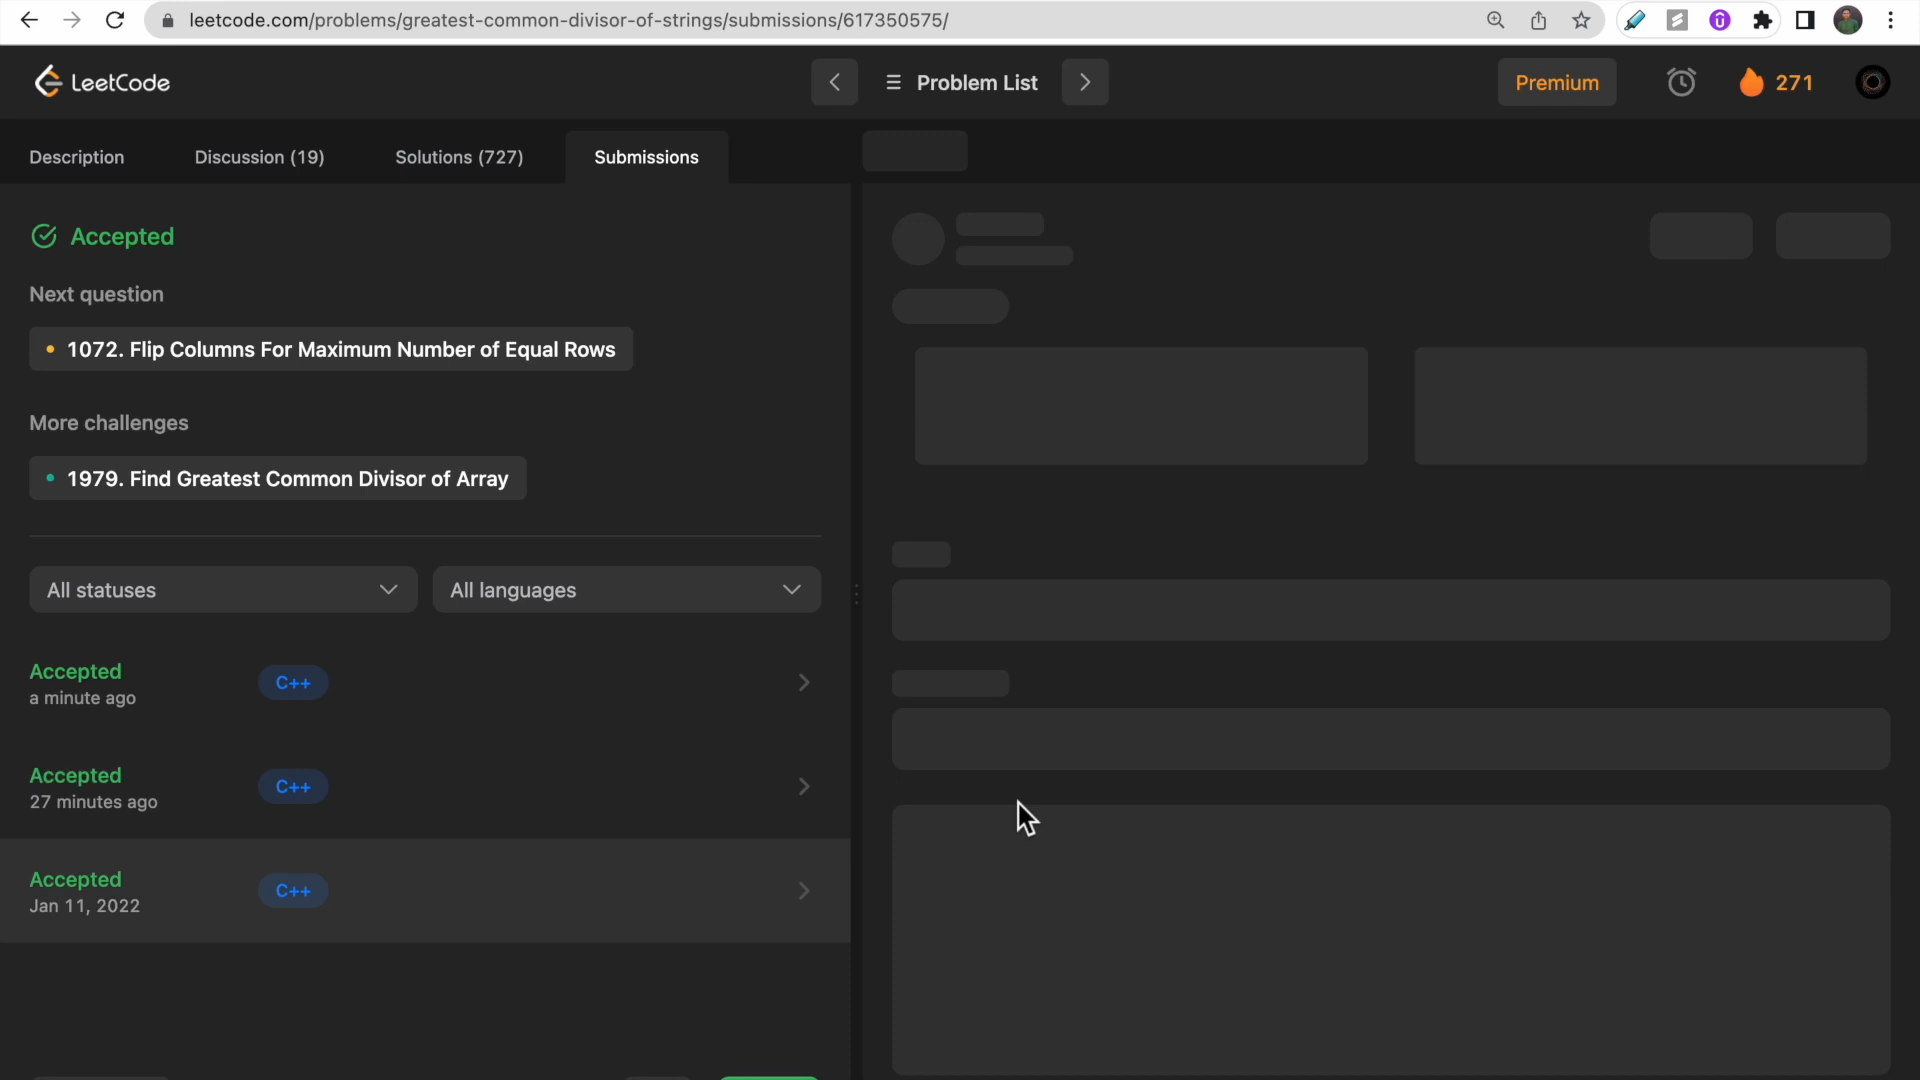 leetcode.com/problems/greatest-common-divisor-of-strings/submissions/617350575/
LeetCode
Problem List
Premium
271
Description
Discussion (19)
Solutions (727)
Submissions
Accepted
Next question
1072. Flip Columns For Maximum Number of Equal Rows
More challenges
1979. Find Greatest Common Divisor of Array
All statuses
All languages
Accepted
C++
a minute ago
Accepted
C++
27 minutes ago
Accepted
C++
Jan 11, 2022